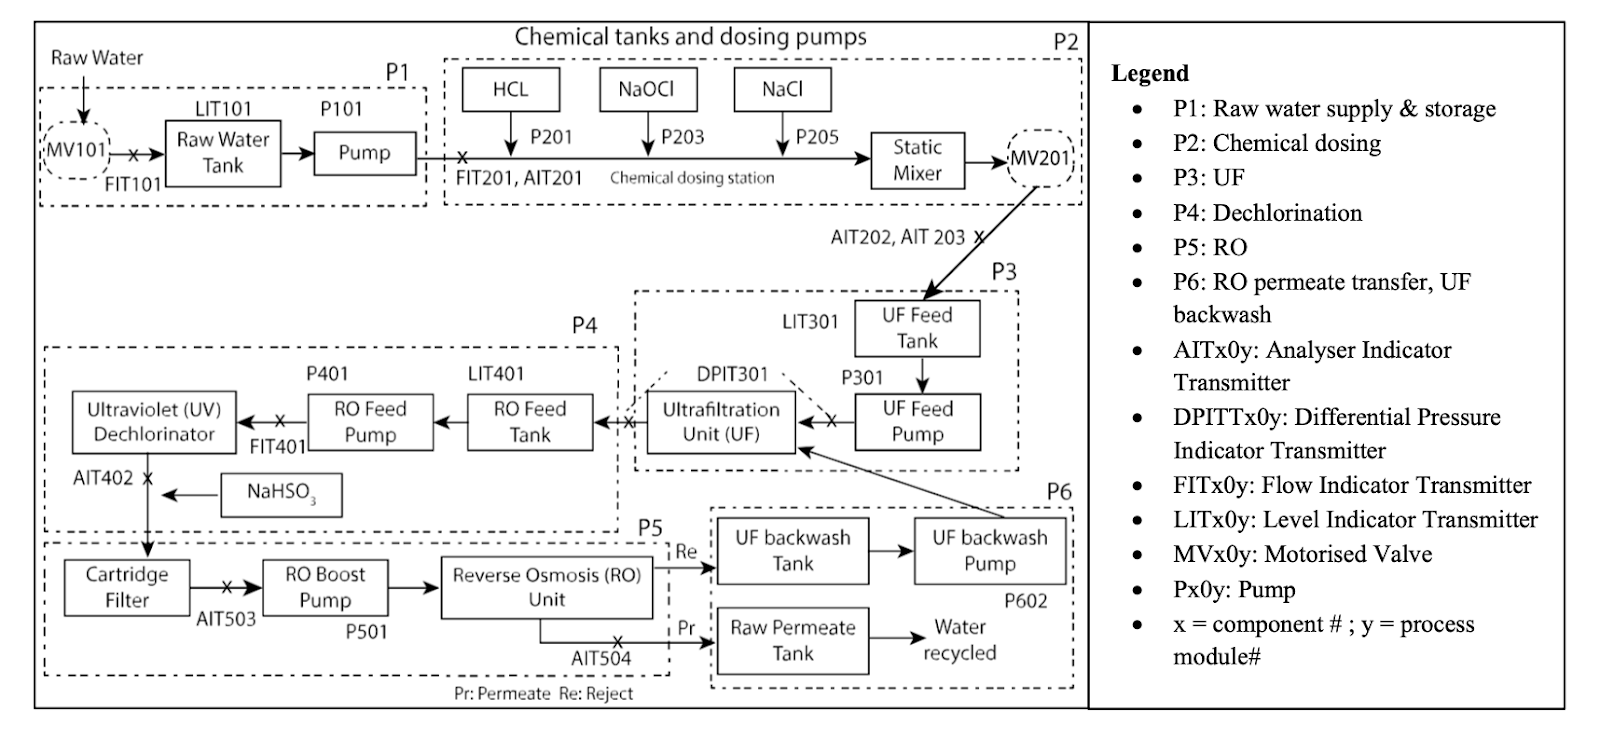 Chemical tanks and dosing pumps
P2
Raw Water
P1
HCL
NaOCl
NaCl
LIT101
P101
P201
P203
P205
MV101
Raw Water
Tank
Pump
Static
Mixer
MV201
FIT101
FIT201, AIT201
Chemical dosing station
AIT202, AIT 203
P3
UF Feed
Tank
LIT301
P4
P401
LIT401
DPIT301
P301
Ultraviolet (UV)
Dechlorinator
RO Feed
Pump
RO Feed
Tank
Ultrafiltration
Unit (UF)
UF Feed
Pump
FIT401
AIT402
NaHSO3
P6
P5
Re
UF backwash
Tank
UF backwash
Pump
Cartridge
Filter
RO Boost
Pump
Reverse Osmosis (RO)
Unit
P602
AIT503
P501
Pr
Raw Permeate
Tank
Water
recycled
AIT504
Pr: Permeate Re: Reject
Legend
• P1: Raw water supply & storage
• P2: Chemical dosing
• P3: UF
• P4: Dechlorination
• P5: RO
• P6: RO permeate transfer, UF
backwash
• AITx0y: Analyser Indicator
Transmitter
• DPITTx0y: Differential Pressure
Indicator Transmitter
• FITx0y: Flow Indicator Transmitter
• LITx0y: Level Indicator Transmitter
• MVx0y: Motorised Valve
• Px0y: Pump
• x = component # ; y = process
module#